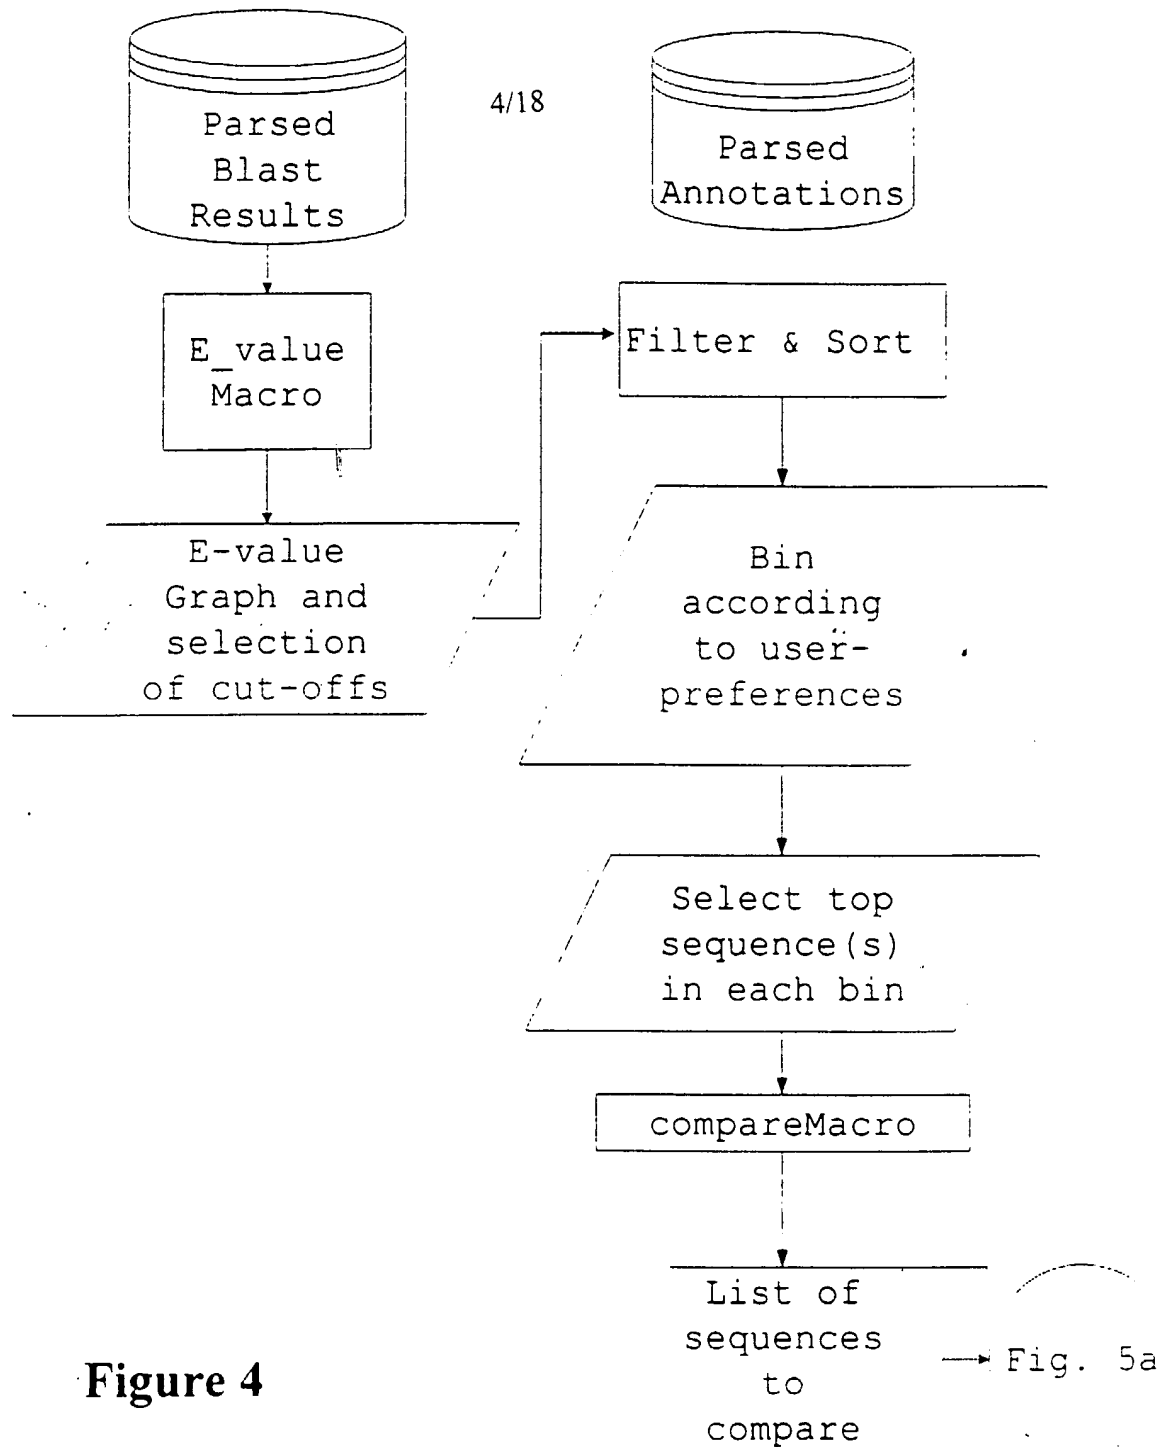 4/18
Parsed
Blast
Results
Parsed
Annotations
E_value
Macro
Filter & Sort
E-value
Graph and
selection
of cut-offs
Bin
according
to user-
preferences
Select top
sequence(s)
in each bin
compareMacro
List of
sequences
to
compare
Fig. 5a
Figure 4